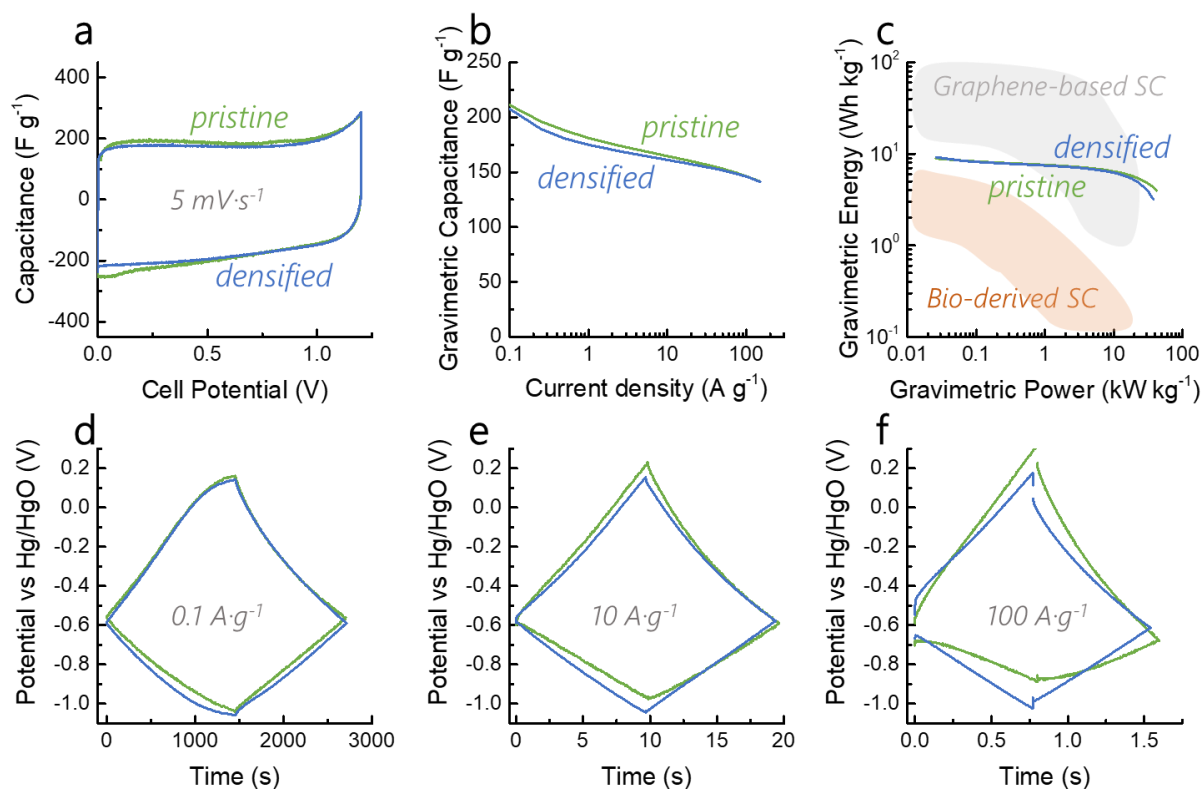 a
400
200
0
-200
-400
0.0
0.5
1.0
Capacitance (F g⁻¹)
Cell Potential (V)
pristine
5 mV·s⁻¹
densified
b
250
200
150
100
50
0
0.1
1
10
100
Gravimetric Capacitance (F g⁻¹)
Current density (A g⁻¹)
pristine
densified
c
10²
10¹
10⁰
10⁻¹
0.01
0.1
1
10
100
Gravimetric Energy (Wh kg⁻¹)
Gravimetric Power (kW kg⁻¹)
Graphene-based SC
densified
pristine
Bio-derived SC
d
0.2
0.0
-0.2
-0.4
-0.6
-0.8
-1.0
0
1000
2000
3000
Potential vs Hg/HgO (V)
Time (s)
0.1 A·g⁻¹
e
0.2
0.0
-0.2
-0.4
-0.6
-0.8
-1.0
0
5
10
15
20
Potential vs Hg/HgO (V)
Time (s)
10 A·g⁻¹
f
0.2
0.0
-0.2
-0.4
-0.6
-0.8
-1.0
0.0
0.5
1.0
1.5
Potential vs Hg/HgO (V)
Time (s)
100 A·g⁻¹